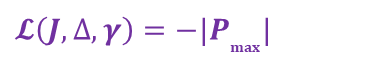 𝓛(J, Δ, γ) = −|P_max|